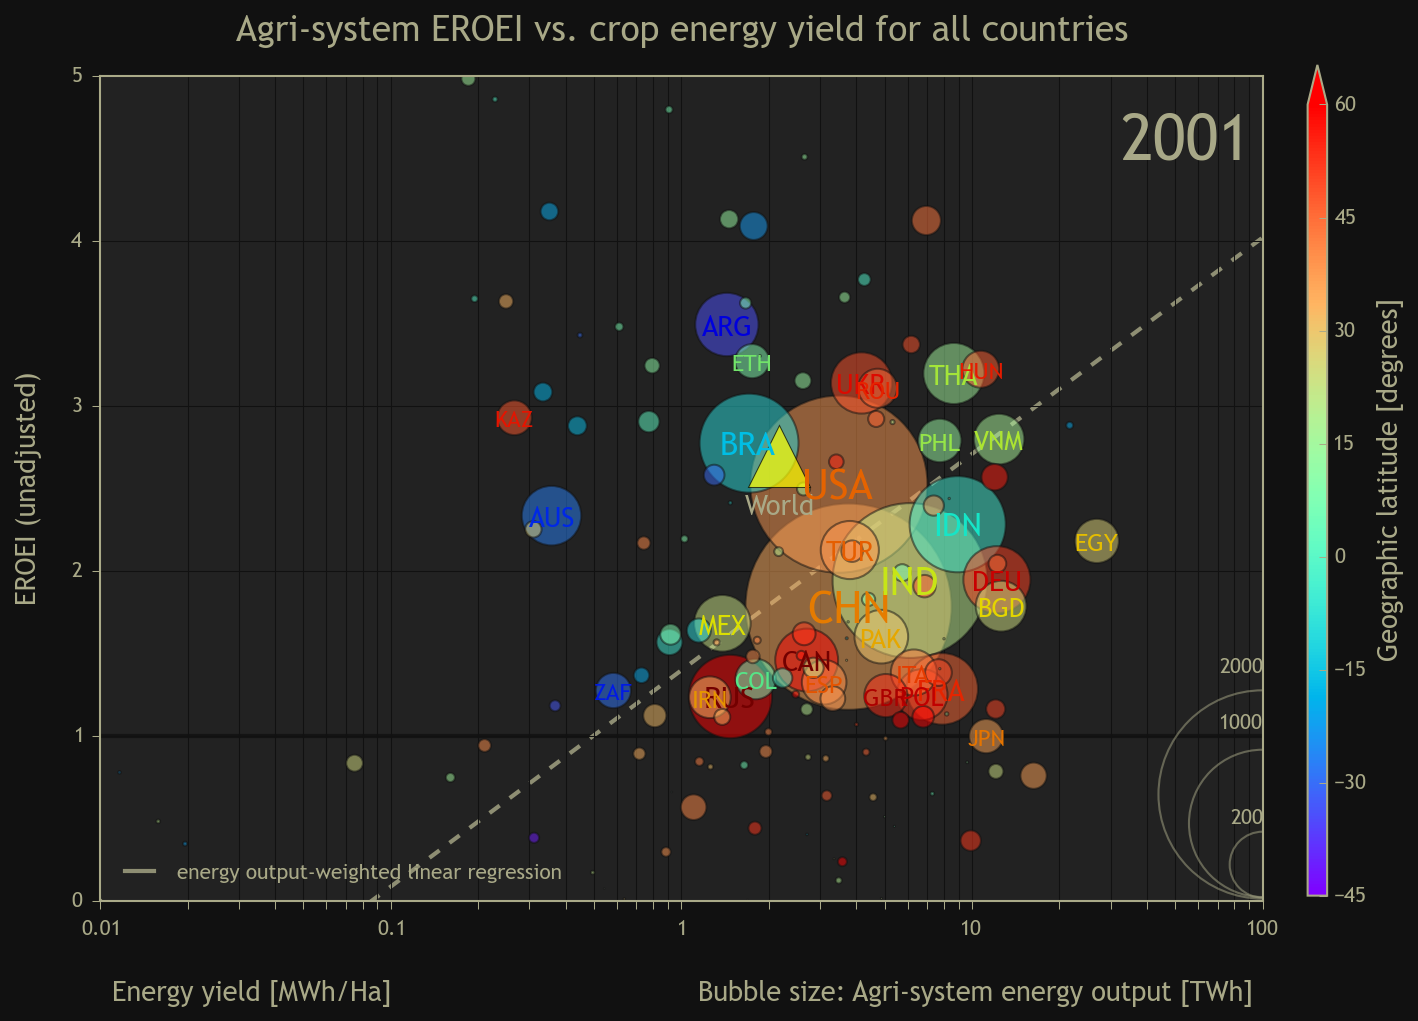 Agri-system EROEI vs. crop energy yield for all countries
2001
EROEI (unadjusted)
5
4
3
2
1
0
0.01
0.1
1
10
100
Energy yield [MWh/Ha]
Bubble size: Agri-system energy output [TWh]
ARG
ETH
UKR
ROU
THA
HUN
KAZ
BRA
PHL
VNM
World
USA
AUS
IDN
EGY
TUR
IND
DEU
CHN
BGD
MEX
PAK
CAN
COL
ITA
ESP
ZAF
IRN
RUS
GBR
POL
FRA
JPN
2000
1000
200
energy output-weighted linear regression
60
45
30
15
0
−15
−30
−45
Geographic latitude [degrees]